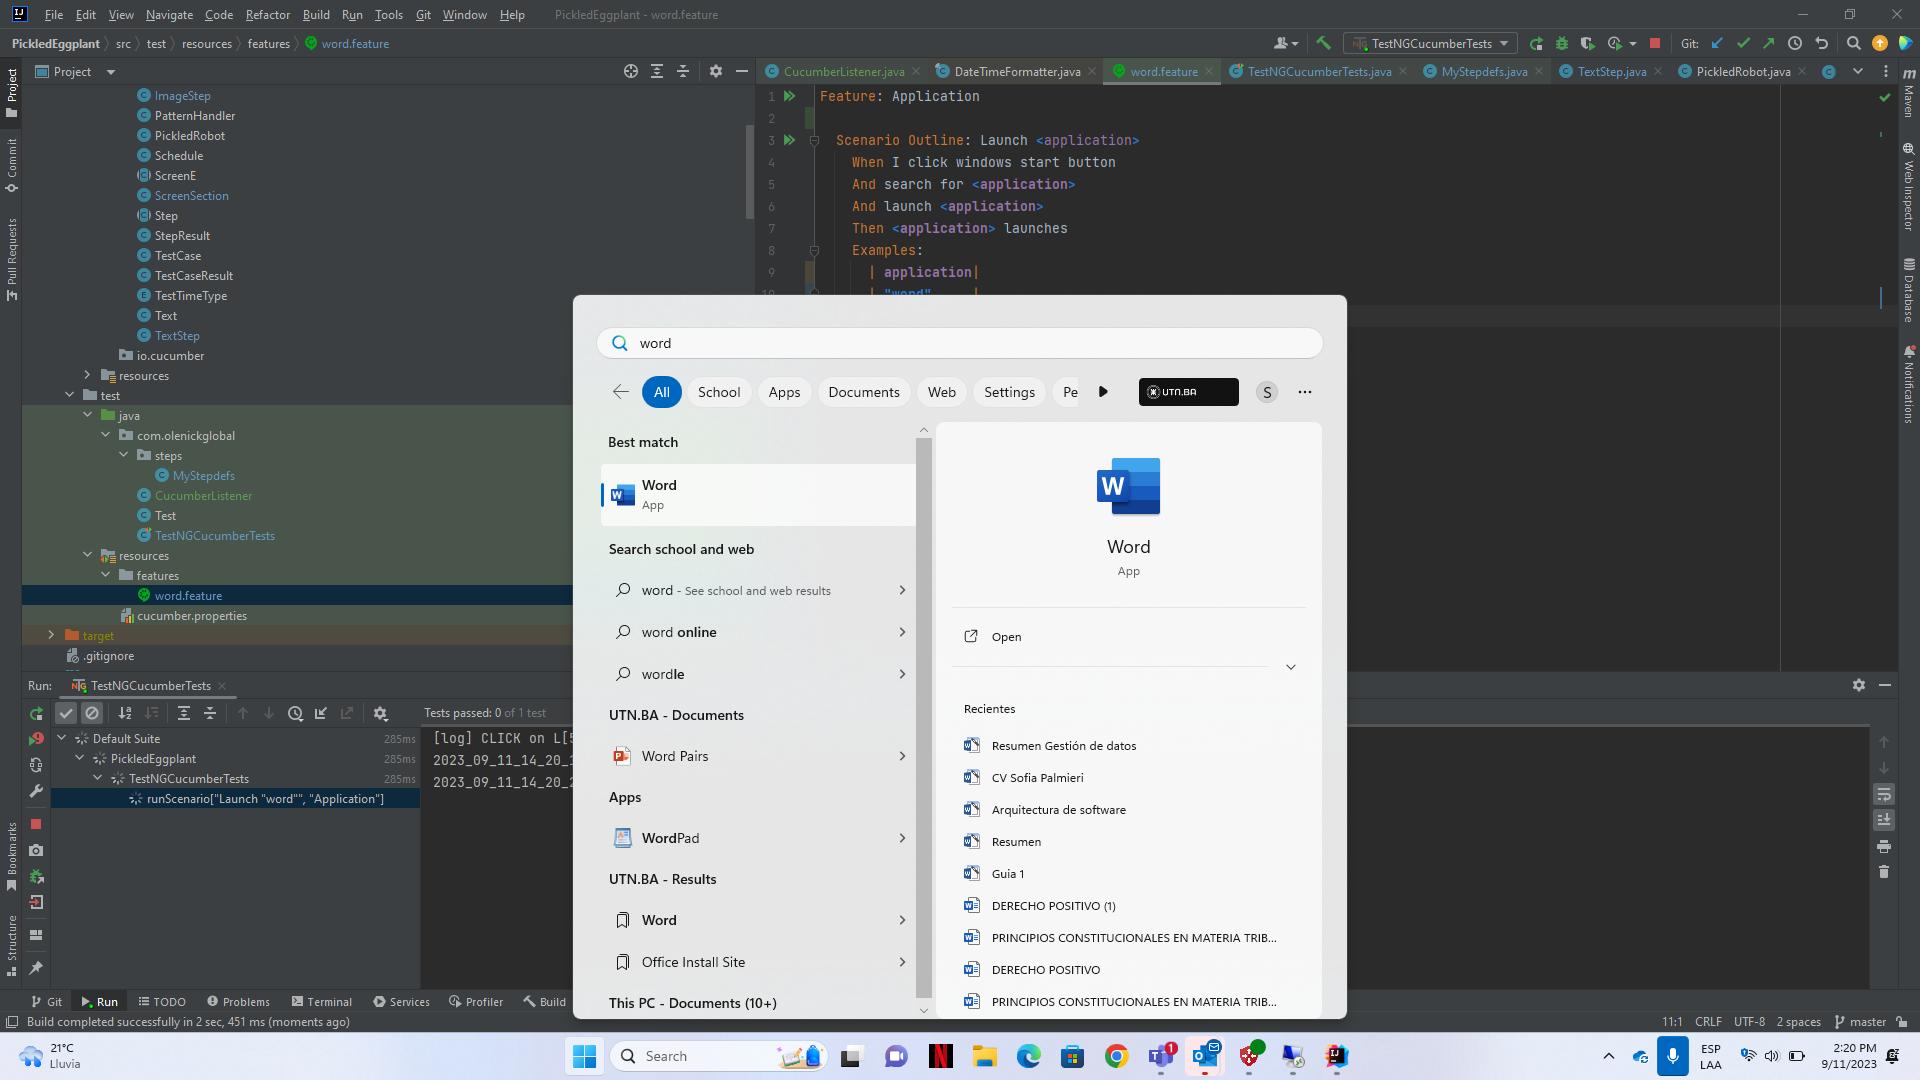 File Edit View Navigate Code Refactor Build Run Tools Git Window Help PickledEggplant - word.feature
PickledEggplant src test resources features word.feature
TestNGCucumberTests Git:
Project
CucumberListener.java DateTimeFormatter.java word.feature TestNGCucumberTests.java MyStepdefs.java TextStep.java PickledRobot.java
Project
Commit
Pull Requests
Bookmarks
Structure
ImageStep
PatternHandler
PickledRobot
Schedule
ScreenE
ScreenSection
Step
StepResult
TestCase
TestCaseResult
TestTimeType
Text
TextStep
io.cucumber
resources
test
java
com.olenickglobal
steps
MyStepdefs
CucumberListener
Test
TestNGCucumberTests
resources
features
word.feature
cucumber.properties
target
.gitignore
1 Feature: Application
2
3 Scenario Outline: Launch <application>
4 When I click windows start button
5 And search for <application>
6 And launch <application>
7 Then <application> launches
8 Examples:
9 | application|
10 | "word" |
Maven
Web Inspector
Database
Notifications
word
All School Apps Documents Web Settings Pe UTN.BA S
Best match
Word
App
Search school and web
word - See school and web results
word online
wordle
UTN.BA - Documents
Word Pairs
Apps
WordPad
UTN.BA - Results
Word
Office Install Site
This PC - Documents (10+)
Word
App
Open
Recientes
Resumen Gestión de datos
CV Sofia Palmieri
Arquitectura de software
Resumen
Guia 1
DERECHO POSITIVO (1)
PRINCIPIOS CONSTITUCIONALES EN MATERIA TRIB...
DERECHO POSITIVO
PRINCIPIOS CONSTITUCIONALES EN MATERIA TRIB...
Run: TestNGCucumberTests
Tests passed: 0 of 1 test
Default Suite 285ms
PickledEggplant 285ms
TestNGCucumberTests 285ms
runScenario["Launch "word"", "Application"]
[log] CLICK on L[5
2023_09_11_14_20_
2023_09_11_14_20_
Git Run TODO Problems Terminal Services Profiler Build
Build completed successfully in 2 sec, 451 ms (moments ago)
11:1 CRLF UTF-8 2 spaces master
21°C
Lluvia
Search
1
ESP
LAA
2:20 PM
9/11/2023